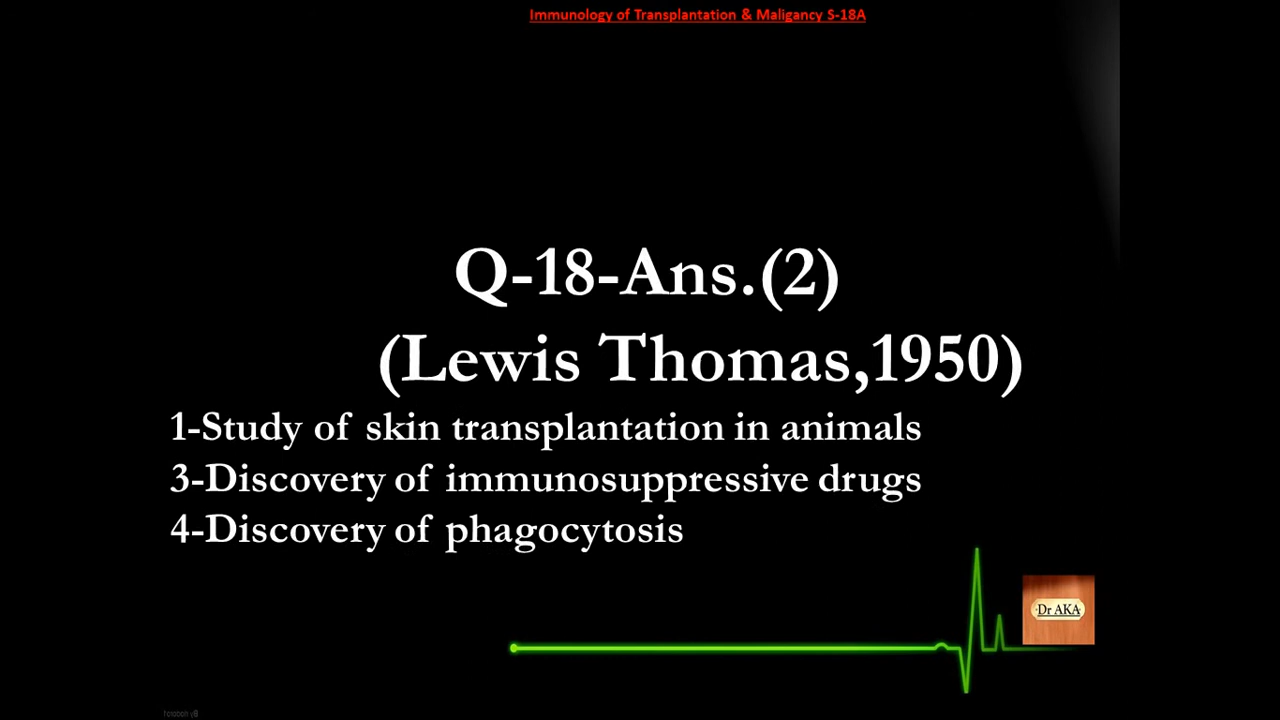 Immunology of Transplantation & Maligancy S-18A
Q-18-Ans.(2)
(Lewis Thomas,1950)
1-Study of skin transplantation in animals
3-Discovery of immunosuppressive drugs
4-Discovery of phagocytosis
Dr AKA